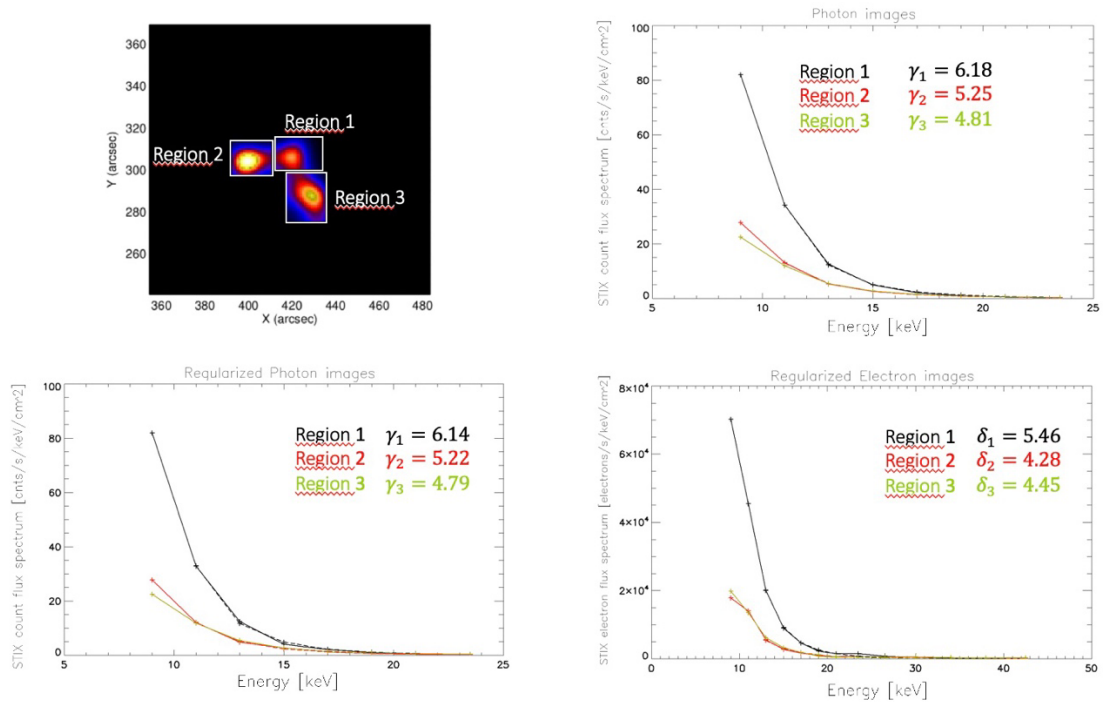 360
340
320
300
280
260
Y (arcsec)
360 380 400 420 440 460 480
X (arcsec)
Region 1
Region 2
Region 3
Photon images
STIX count flux spectrum [cnts/s/keV/cm^2]
100
80
60
40
20
0
5 10 15 20 25
Energy [keV]
Region 1 γ₁ = 6.18
Region 2 γ₂ = 5.25
Region 3 γ₃ = 4.81
Regularized Photon images
STIX count flux spectrum [cnts/s/keV/cm^2]
100
80
60
40
20
0
5 10 15 20 25
Energy [keV]
Region 1 γ₁ = 6.14
Region 2 γ₂ = 5.22
Region 3 γ₃ = 4.79
Regularized Electron images
STIX electron flux spectrum [electrons/s/keV/cm^2]
8×10⁴
6×10⁴
4×10⁴
2×10⁴
0
0 10 20 30 40 50
Energy [keV]
Region 1 δ₁ = 5.46
Region 2 δ₂ = 4.28
Region 3 δ₃ = 4.45